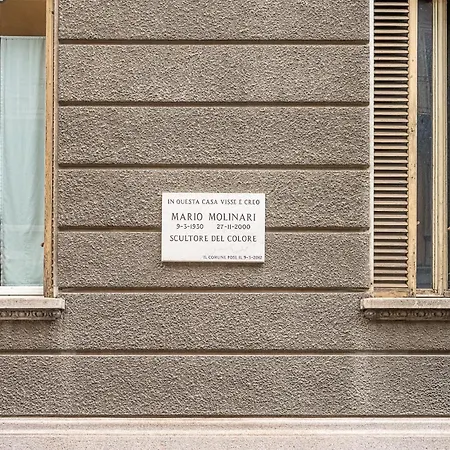 IN QUESTA CASA VISSE E CREO
MARIO MOLINARI
9-3-1930 27-11-2000
SCULTORE DEL COLORE
IL COMUNE POSE IL